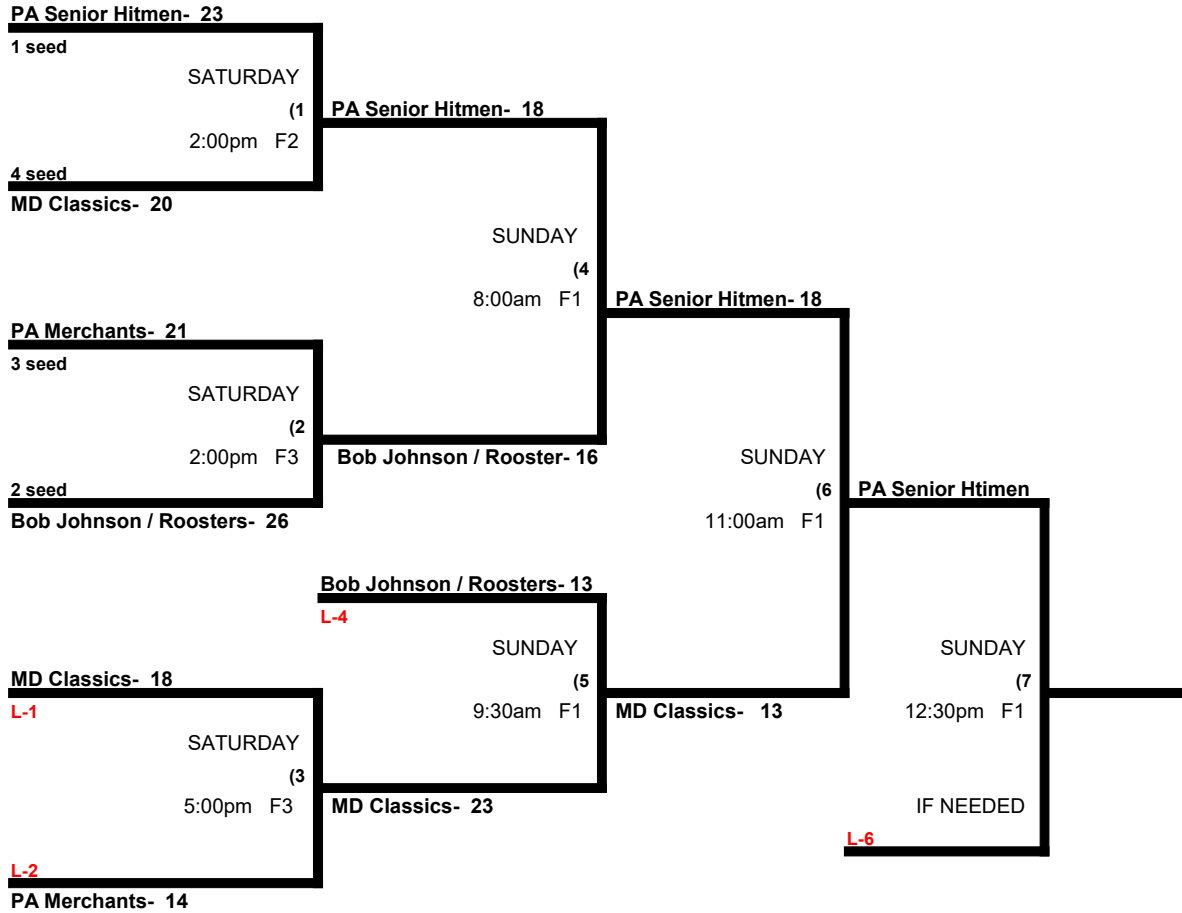 PA Senior Hitmen- 23
1 seed
SATURDAY
(1
2:00pm F2
4 seed
MD Classics- 20
PA Senior Hitmen- 18
SUNDAY
(4
8:00am F1
PA Merchants- 21
3 seed
SATURDAY
(2
2:00pm F3
2 seed
Bob Johnson / Roosters- 26
Bob Johnson / Rooster- 16
PA Senior Hitmen- 18
SUNDAY
(6
11:00am F1
PA Senior Htimen
Bob Johnson / Roosters- 13
L-4
SUNDAY
(5
9:30am F1
MD Classics- 18
L-1
SATURDAY
(3
5:00pm F3
L-2
PA Merchants- 14
MD Classics- 23
MD Classics- 13
SUNDAY
(7
12:30pm F1
IF NEEDED
L-6